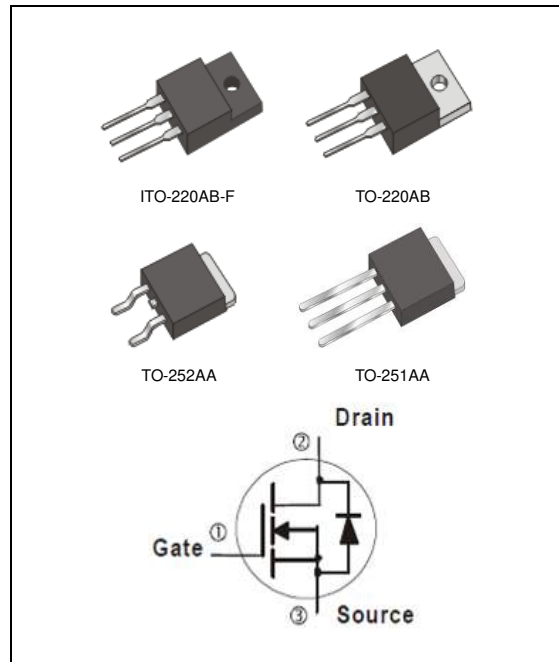 ITO-220AB-F
TO-220AB
TO-252AA
TO-251AA
Drain
②
①
Gate
③
Source